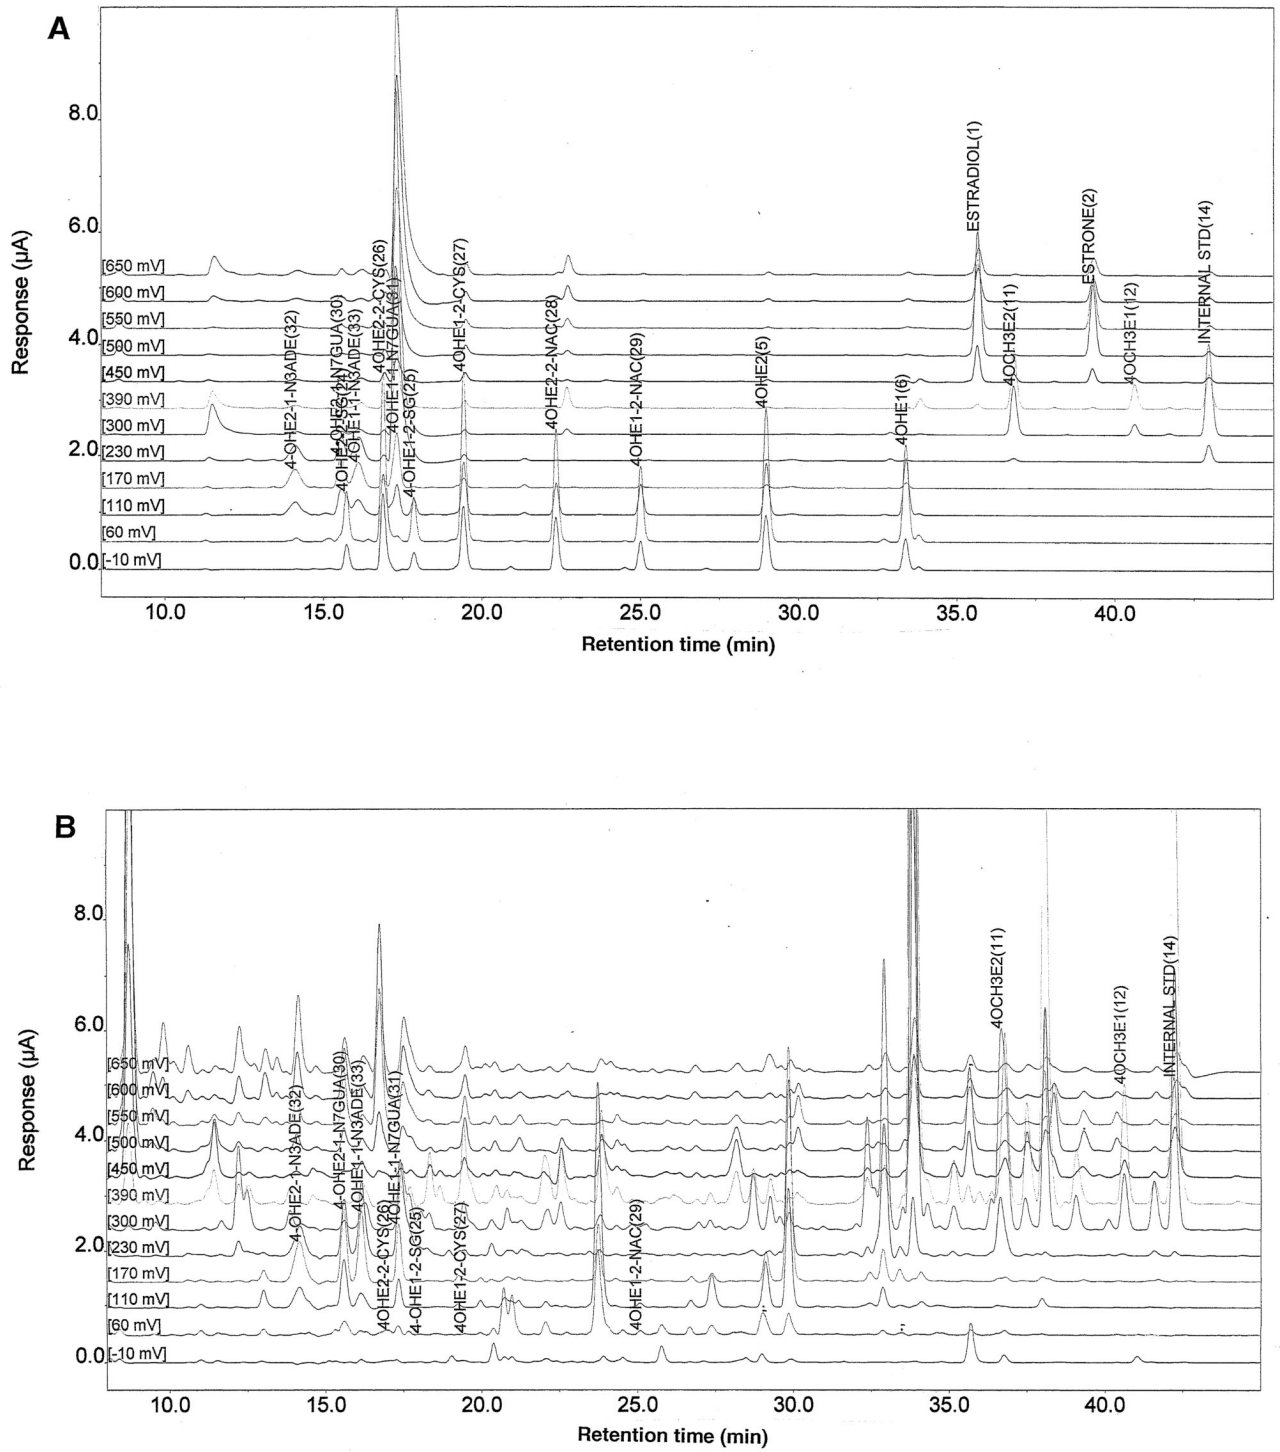 A
Response (µA)
8.0
6.0
4.0
2.0
0.0
[650 mV]
[600 mV]
[550 mV]
[500 mV]
[450 mV]
[390 mV]
[300 mV]
[230 mV]
[170 mV]
[110 mV]
[60 mV]
[-10 mV]
4-OHE2-1-N3ADE(32)
4-OHE2-1-N7GUA(30)
4OHE1-1-N3ADE(33)
4OHE2-2-CYS(26)
4OHE1-1-N7GUA(31)
4-OHE1-2-SG(25)
4OHE1-2-CYS(27)
4OHE2-2-NAC(28)
4OHE1-2-NAC(29)
4OHE2(5)
4OHE1(6)
ESTRADIOL(1)
4OCH3E2(11)
ESTRONE(2)
4OCH3E1(12)
INTERNAL STD(14)
10.0 15.0 20.0 25.0 30.0 35.0 40.0
Retention time (min)
B
Response (µA)
8.0
6.0
4.0
2.0
0.0
[650 mV]
[600 mV]
[550 mV]
[500 mV]
[450 mV]
[390 mV]
[300 mV]
[230 mV]
[170 mV]
[110 mV]
[60 mV]
[-10 mV]
4-OHE2-1-N3ADE(32)
4-OHE2-1-N7GUA(30)
4OHE1-1-N3ADE(33)
4OHE2-2-CYS(26)
4OHE1-1-N7GUA(31)
4-OHE1-2-SG(25)
4OHE1-2-CYS(27)
4OHE1-2-NAC(29)
4OCH3E2(11)
4OCH3E1(12)
INTERNAL STD(14)
10.0 15.0 20.0 25.0 30.0 35.0 40.0
Retention time (min)